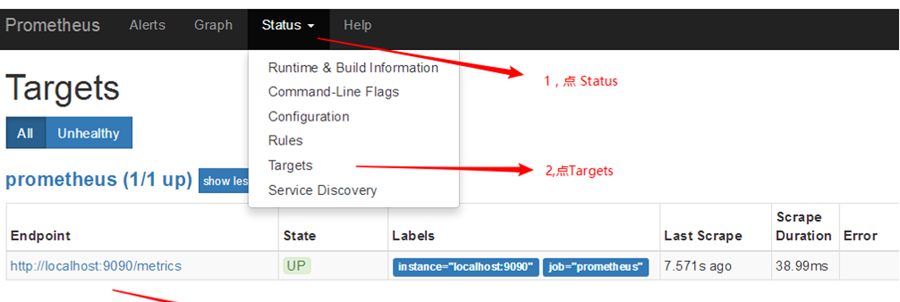 Prometheus Alerts Graph Status Help
Runtime & Build Information
1，点 Status
Targets
Command-Line Flags
Configuration
All Unhealthy
Rules
Targets
2,点Targets
prometheus (1/1 up) show les
Service Discovery
Endpoint State Labels Last Scrape Scrape Duration Error
http://localhost:9090/metrics UP instance="localhost:9090" job="prometheus" 7.571s ago 38.99ms